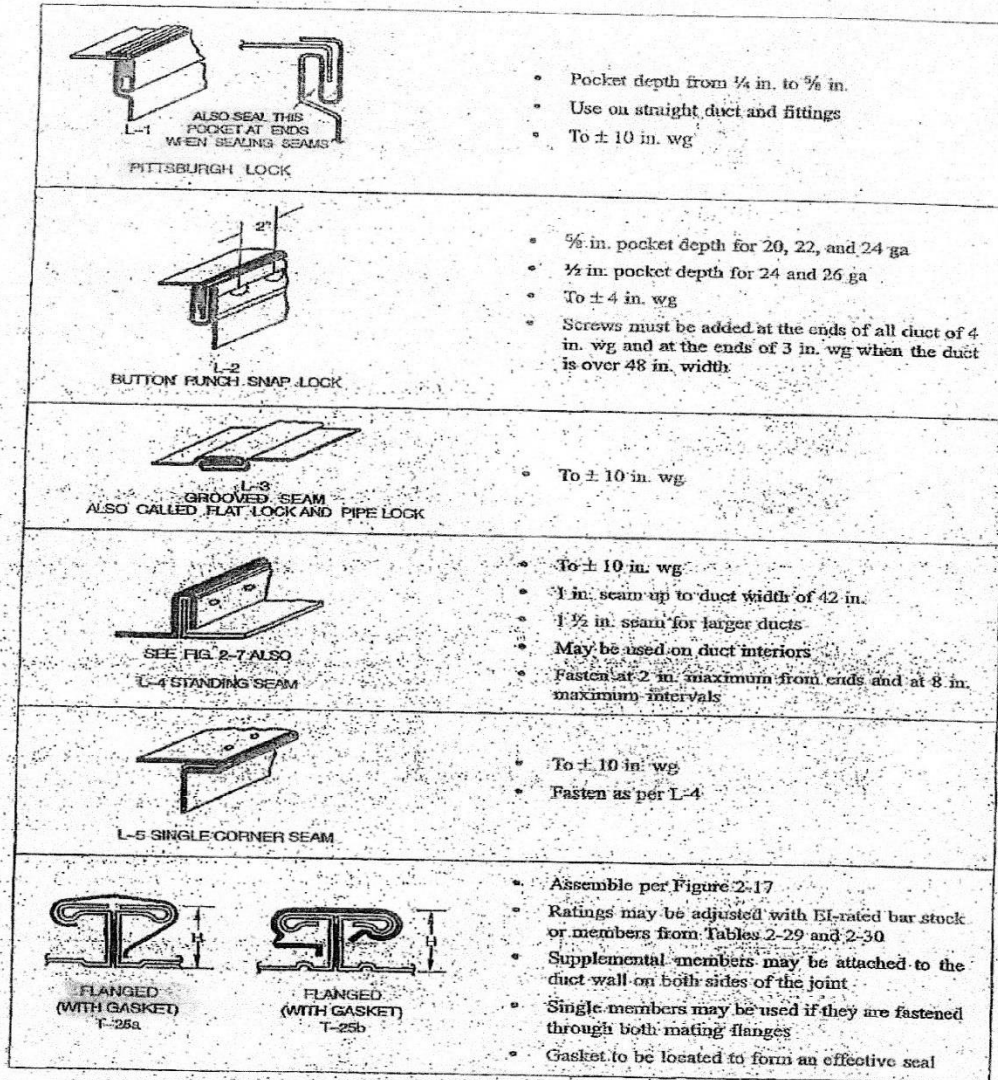 L-1
ALSO SEAL THIS
POCKET AT ENDS
WHEN SEALING SEAMS
PITTSBURGH LOCK
• Pocket depth from ¼ in. to ⅝ in.
• Use on straight duct and fittings
• To ± 10 in. wg
2"
L-2
BUTTON PUNCH SNAP LOCK
• ⅝ in. pocket depth for 20, 22, and 24 ga
• ½ in. pocket depth for 24 and 26 ga
• To ± 4 in. wg
• Screws must be added at the ends of all duct of 4
in. wg and at the ends of 3 in. wg when the duct
is over 48 in. width
L-3
GROOVED SEAM
ALSO CALLED FLAT LOCK AND PIPE LOCK
• To ± 10 in. wg
SEE FIG. 2-7 ALSO
L-4 STANDING SEAM
• To ± 10 in. wg
• 1 in. seam up to duct width of 42 in.
• 1 ½ in. seam for larger ducts
• May be used on duct interiors
• Fasten at 2 in. maximum from ends and at 8 in.
maximum intervals
L-5 SINGLE CORNER SEAM
• To ± 10 in. wg
• Fasten as per L-4
H
FLANGED
(WITH GASKET)
T-25a
H
FLANGED
(WITH GASKET)
T-25b
• Assemble per Figure 2-17
• Ratings may be adjusted with EI-rated bar stock
or members from Tables 2-29 and 2-30
• Supplemental members may be attached to the
duct wall on both sides of the joint
• Single members may be used if they are fastened
through both mating flanges
• Gasket to be located to form an effective seal